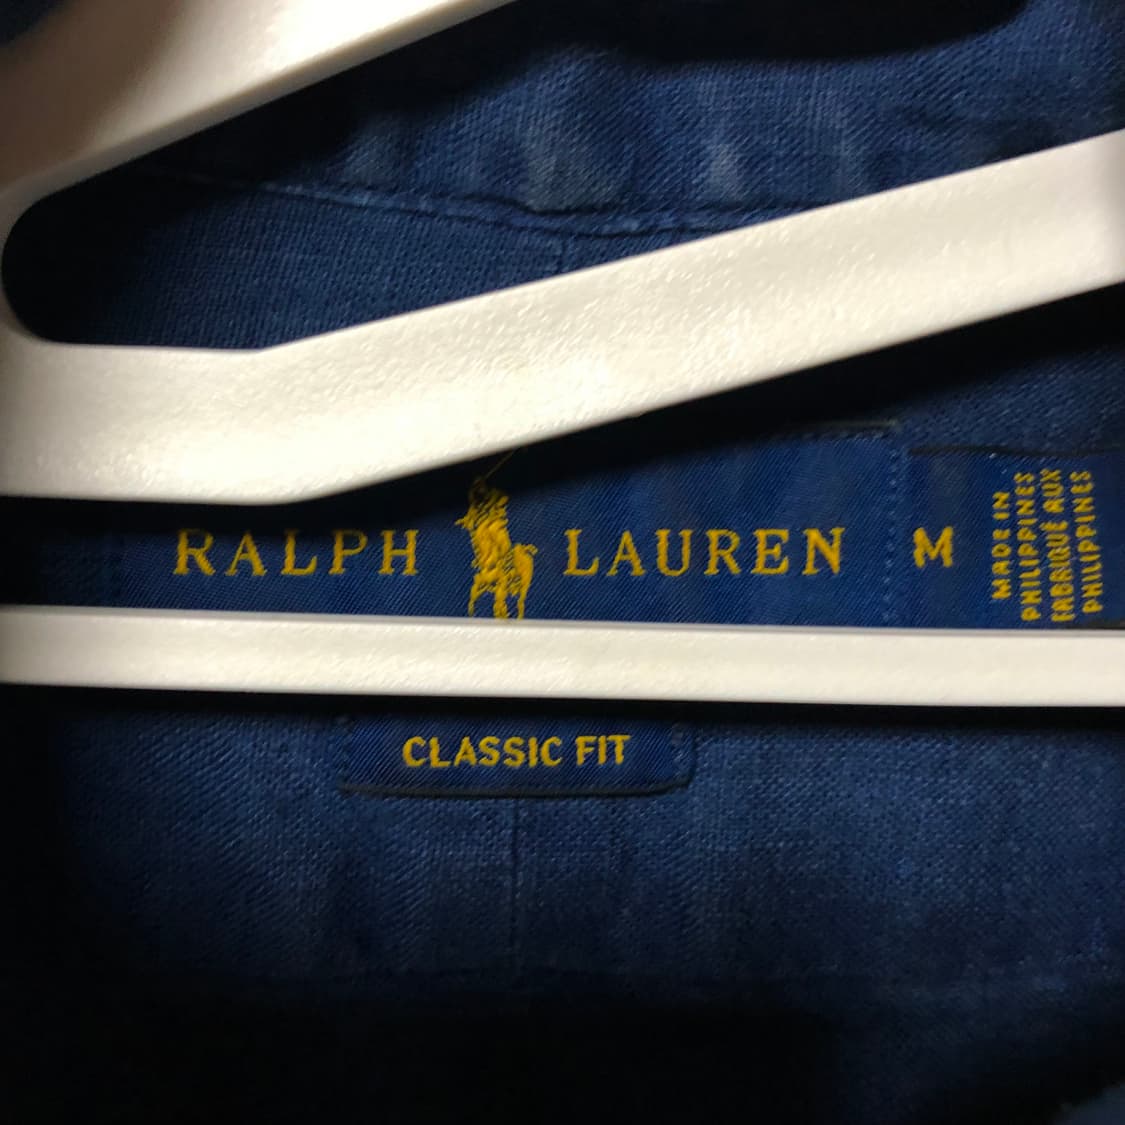 RALPH LAUREN
M
MADE IN
PHILIPPINES
FABRIQUÉ AUX
PHILIPPINES
CLASSIC FIT